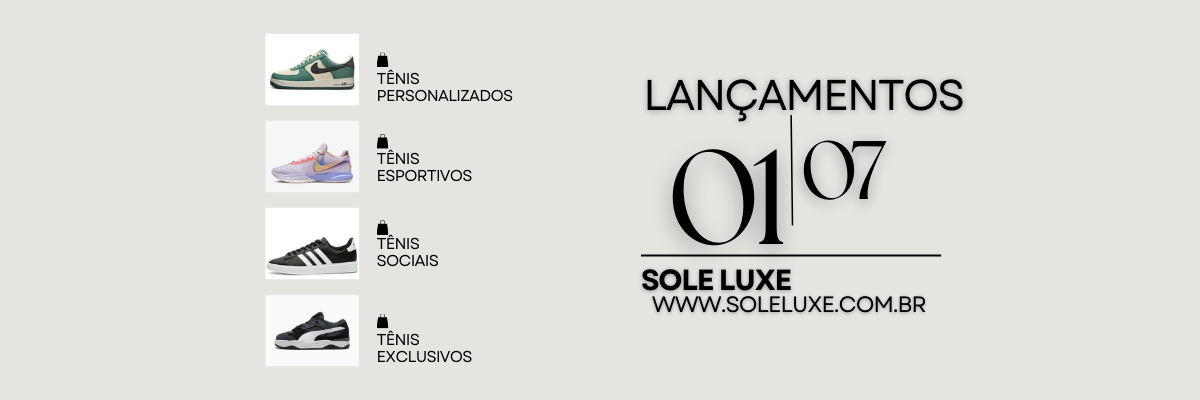 TÊNIS
PERSONALIZADOS
TÊNIS
ESPORTIVOS
TÊNIS
SOCIAIS
TÊNIS
EXCLUSIVOS
LANÇAMENTOS
01 07
SOLE LUXE
WWW.SOLELUXE.COM.BR